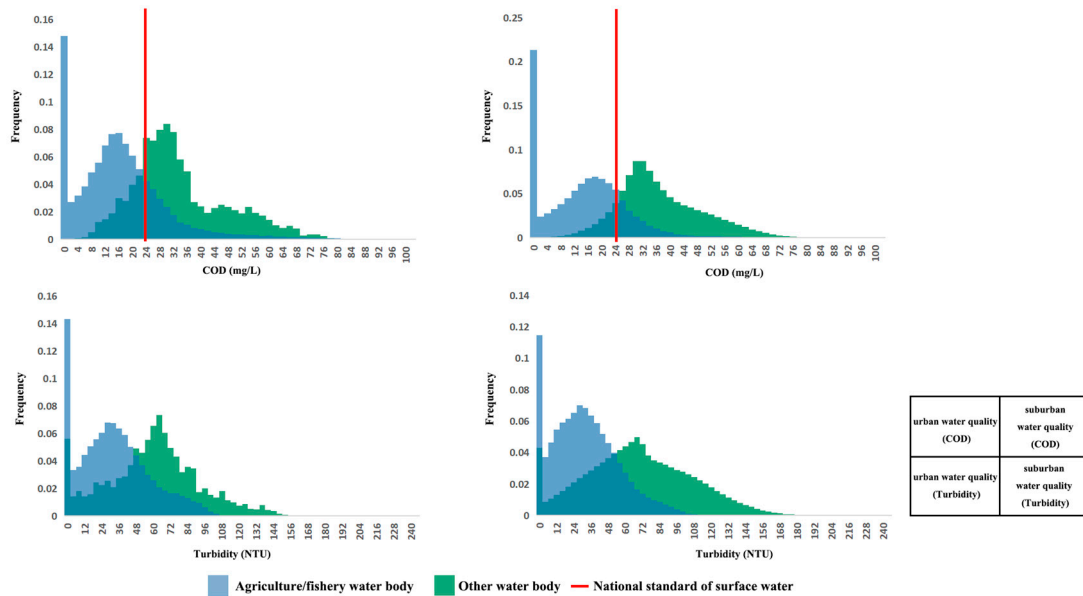 0.16
0.14
0.12
0.1
0.08
0.06
0.04
0.02
0
Frequency
0 4 8 12 16 20 24 28 32 36 40 44 48 52 56 60 64 68 72 76 80 84 88 92 96 100
COD (mg/L)
0.25
0.2
0.15
0.1
0.05
0
Frequency
0 4 8 12 16 20 24 28 32 36 40 44 48 52 56 60 64 68 72 76 80 84 88 92 96 100
COD (mg/L)
0.16
0.14
0.12
0.1
0.08
0.06
0.04
0.02
0
Frequency
0 12 24 36 48 60 72 84 96 108 120 132 144 156 168 180 192 204 216 228 240
Turbidity (NTU)
0.14
0.12
0.1
0.08
0.06
0.04
0.02
0
Frequency
0 12 24 36 48 60 72 84 96 108 120 132 144 156 168 180 192 204 216 228 240
Turbidity (NTU)
urban water quality
(COD)
suburban
water quality
(COD)
urban water quality
(Turbidity)
suburban
water quality
(Turbidity)
Agriculture/fishery water body
Other water body
National standard of surface water